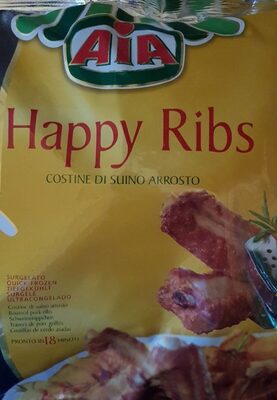 AIA
Happy Ribs
COSTINE DI SUINO ARROSTO
SURGELATO
QUICK FROZEN
TIEFGEKÜHLT
SURGELÉ
ULTRACONGELADO
Costine di suino arrosto
Roasted pork ribs
Schweinerippchen
Travers de porc grillés
Costillas de cerdo asadas
PRONTO IN 18 MINUTI